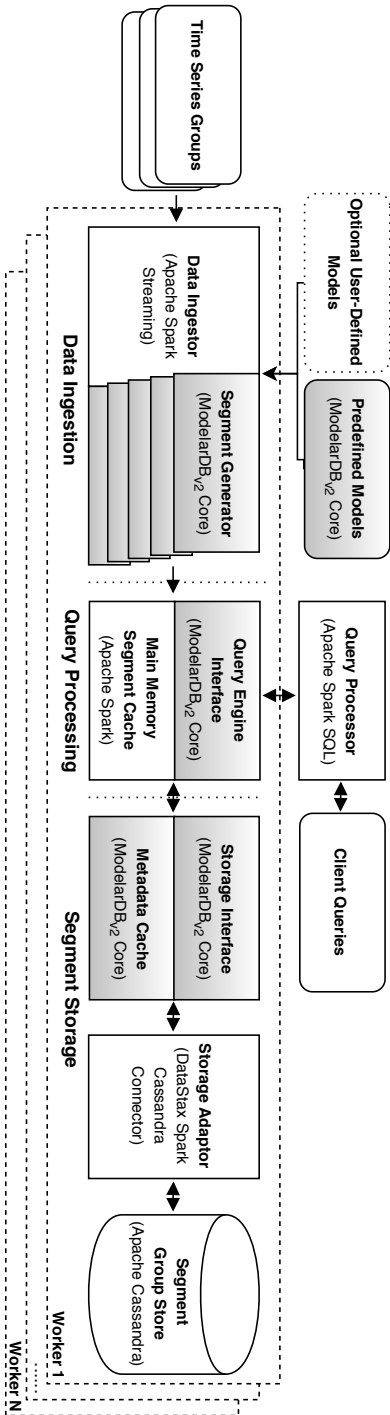 Time Series Groups
Optional User-Defined
Models
Predefined Models
(ModelarDBv2 Core)
Data Ingestor
(Apache Spark
Streaming)
Segment Generator
(ModelarDBv2 Core)
Data Ingestion
Query Processor
(Apache Spark SQL)
Client Queries
Query Engine
Interface
(ModelarDBv2 Core)
Main Memory
Segment Cache
(Apache Spark)
Query Processing
Storage Interface
(ModelarDBv2 Core)
Metadata Cache
(ModelarDBv2 Core)
Storage Adaptor
(DataStax Spark
Cassandra
Connector)
Segment
Group Store
(Apache Cassandra)
Segment Storage
Worker 1
Worker N